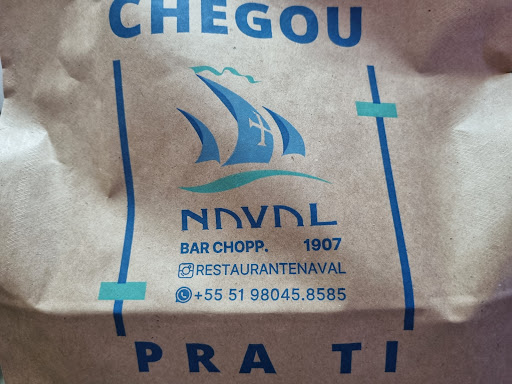 CHEGOU
NAVAL
BAR CHOPP. 1907
RESTAURANTENAVAL
+55 51 98045.8585
PRA TI